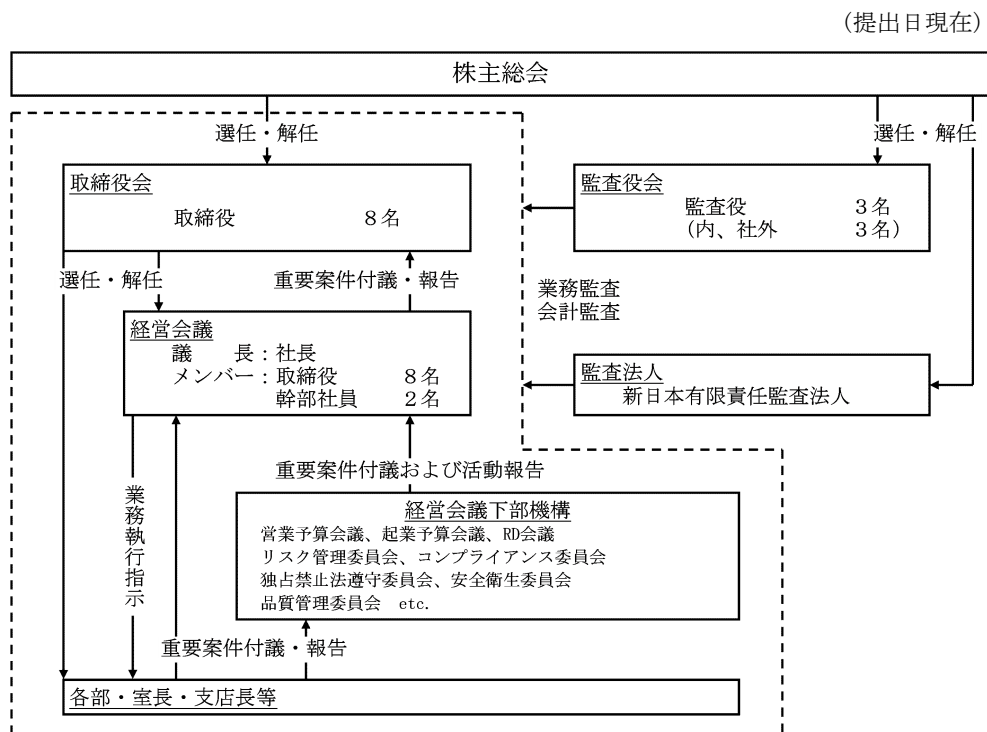 （提出日現在）
株主総会
選任・解任
選任・解任
取締役会
取締役　８名
監査役会
監査役　３名
（内、社外　３名）
選任・解任
重要案件付議・報告
業務監査
会計監査
経営会議
議　長：社長
メンバー：取締役　８名
幹部社員　２名
監査法人
新日本有限責任監査法人
重要案件付議および活動報告
業務執行指示
経営会議下部機構
営業予算会議、起業予算会議、RD会議
リスク管理委員会、コンプライアンス委員会
独占禁止法遵守委員会、安全衛生委員会
品質管理委員会　etc.
重要案件付議・報告
各部・室長・支店長等